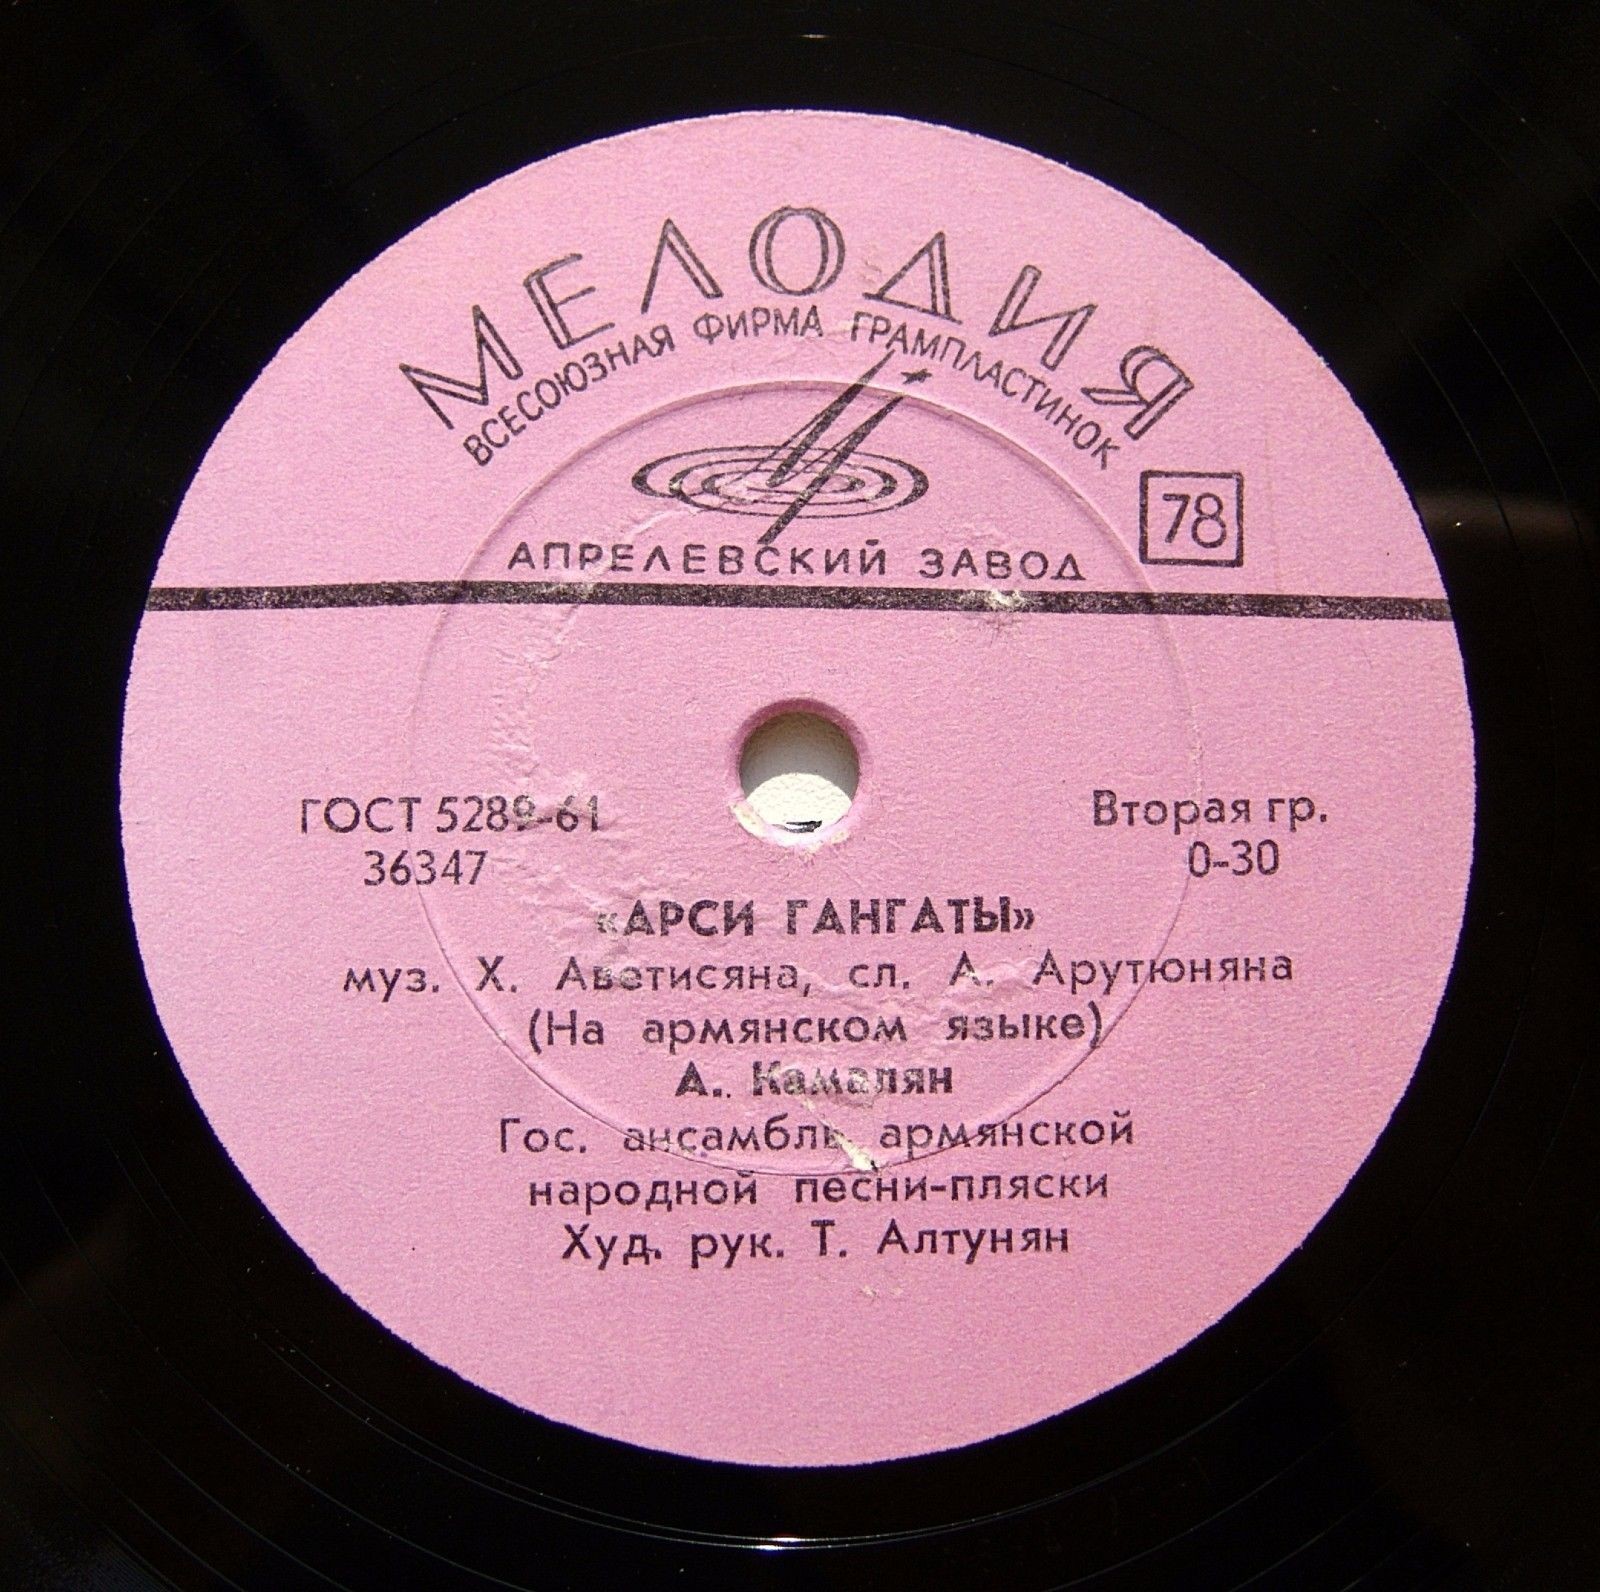 МЕЛОДИЯ
ВСЕСОЮЗНАЯ ФИРМА ГРАМПЛАСТИНОК
АПРЕЛЕВСКИЙ ЗАВОД
78
ГОСТ 5289-61
36347
Вторая гр.
0-30
«АРСИ ГАНГАТЫ»
муз. Х. Аветисяна, сл. А. Арутюняна
(На армянском языке)
А. Камалян
Гос. ансамбль армянской
народной песни-пляски
Худ. рук. Т. Алтунян